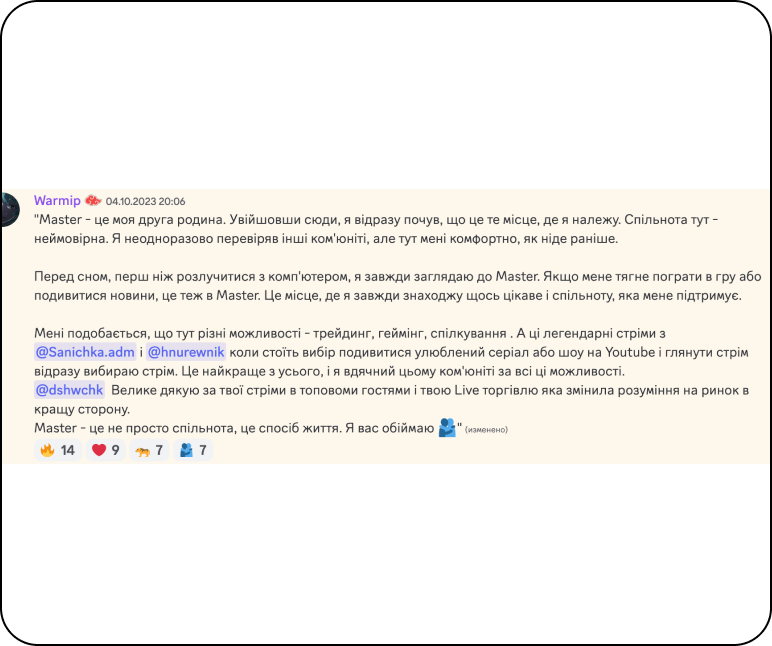 Warmip 04.10.2023 20:06
"Master - це моя друга родина. Увійшовши сюди, я відразу почув, що це те місце, де я належу. Спільнота тут -
неймовірна. Я неодноразово перевіряв інші ком'юніті, але тут мені комфортно, як ніде раніше.
Перед сном, перш ніж розлучитися з комп'ютером, я завжди заглядаю до Master. Якщо мене тягне пограти в гру або
подивитися новини, це теж в Master. Це місце, де я завжди знаходжу щось цікаве і спільноту, яка мене підтримує.
Мені подобається, що тут різні можливості - трейдинг, геймінг, спілкування . А ці легендарні стріми з
@Sanichka.adm і @hnurewnik коли стоїть вибір подивитися улюблений серіал або шоу на Youtube і глянути стрім
відразу вибираю стрім. Це найкраще з усього, і я вдячний цьому ком'юніті за всі ці можливості.
@dshwchk Велике дякую за твої стріми в топовоми гостями і твою Live торгівлю яка змінила розуміння на ринок в
кращу сторону.
Master - це не просто спільнота, це спосіб життя. Я вас обіймаю 🫂" (изменено)
🔥 14 ❤️ 9 🐅 7 🫂 7